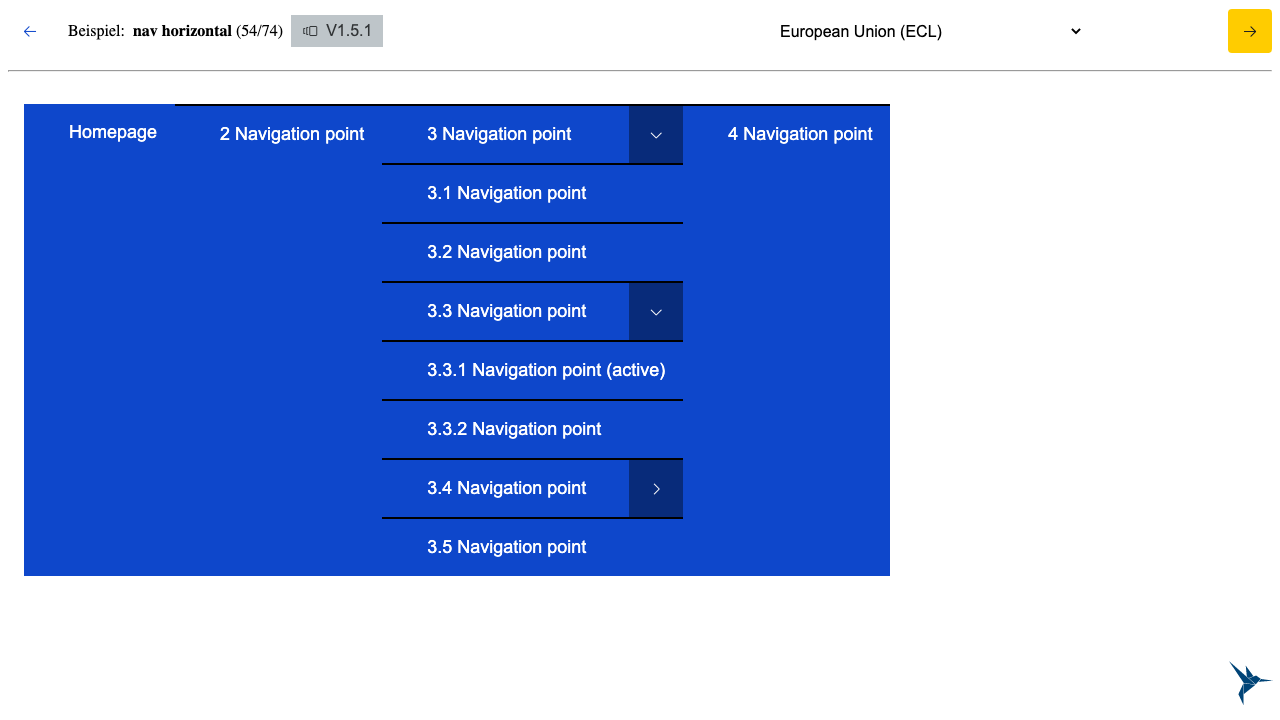 Beispiel: nav horizontal (54/74) V1.5.1 European Union (ECL)
Homepage 2 Navigation point 3 Navigation point 4 Navigation point
3.1 Navigation point
3.2 Navigation point
3.3 Navigation point
3.3.1 Navigation point (active)
3.3.2 Navigation point
3.4 Navigation point
3.5 Navigation point